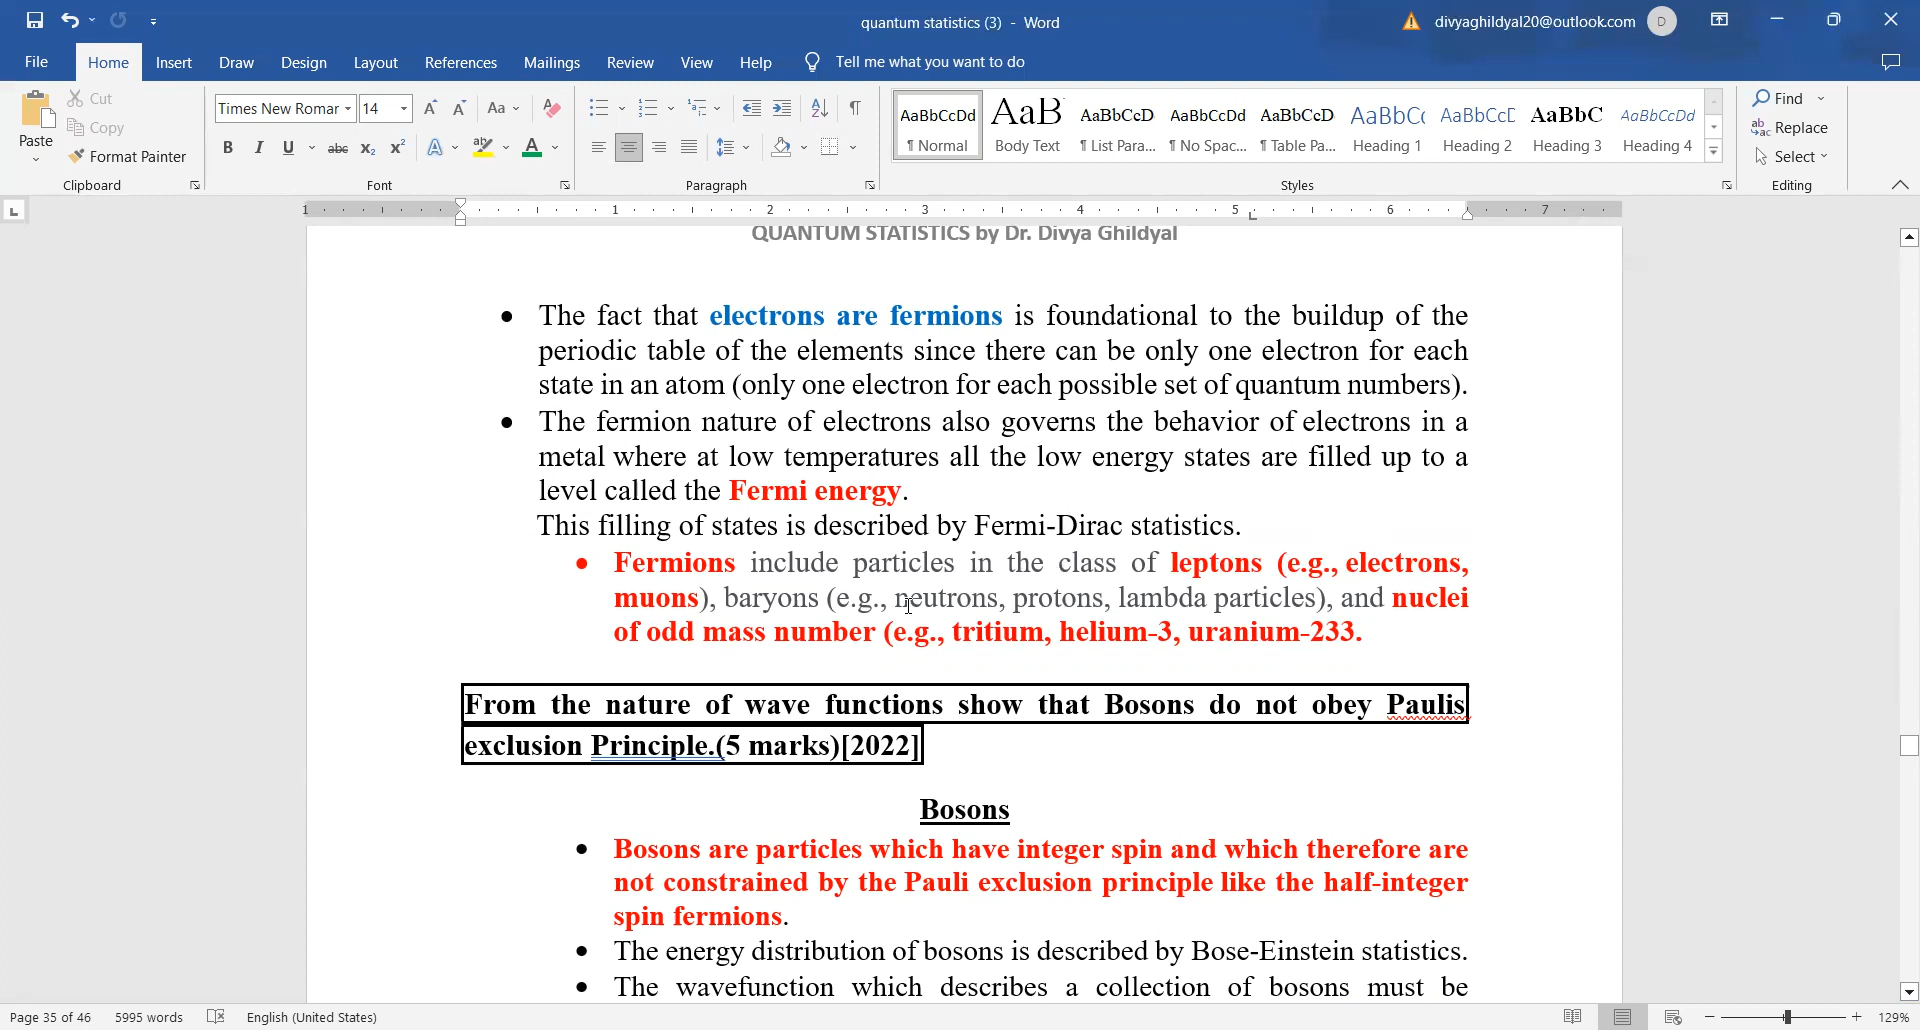 quantum statistics (3) - Word
divyaghildyal20@outlook.com
D
File Home Insert Draw Design Layout References Mailings Review View Help Tell me what you want to do
Paste
Cut
Copy
Format Painter
Clipboard
Times New Romar 14
Aa
B I U abc x₂ x² A A
Font
Paragraph
AaBbCcDd AaB AaBbCcD AaBbCcDd AaBbCcD AaBbCc AaBbCcD AaBbC AaBbCcDd
¶ Normal Body Text ¶ List Para... ¶ No Spac... ¶ Table Pa... Heading 1 Heading 2 Heading 3 Heading 4
Styles
Find
Replace
Select
Editing
1 1 2 3 4 5 6 7
QUANTUM STATISTICS by Dr. Divya Ghildyal
• The fact that electrons are fermions is foundational to the buildup of the
periodic table of the elements since there can be only one electron for each
state in an atom (only one electron for each possible set of quantum numbers).
• The fermion nature of electrons also governs the behavior of electrons in a
metal where at low temperatures all the low energy states are filled up to a
level called the Fermi energy.
This filling of states is described by Fermi-Dirac statistics.
• Fermions include particles in the class of leptons (e.g., electrons,
muons), baryons (e.g., neutrons, protons, lambda particles), and nuclei
of odd mass number (e.g., tritium, helium-3, uranium-233.
From the nature of wave functions show that Bosons do not obey Paulis
exclusion Principle.(5 marks)[2022]
Bosons
• Bosons are particles which have integer spin and which therefore are
not constrained by the Pauli exclusion principle like the half-integer
spin fermions.
• The energy distribution of bosons is described by Bose-Einstein statistics.
• The wavefunction which describes a collection of bosons must be
Page 35 of 46 5995 words English (United States) 129%